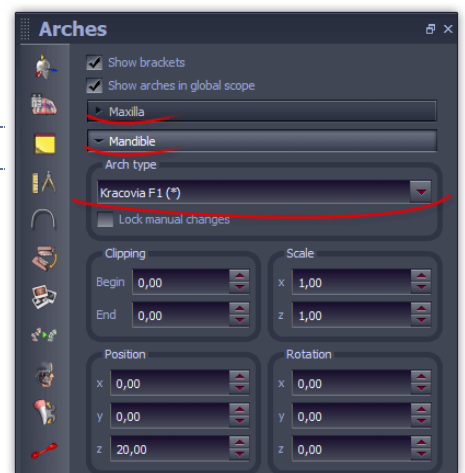 Arches
Show brackets
Show arches in global scope
Maxilla
Mandible
Arch type
Kracovia F1 (*)
Lock manual changes
Clipping Scale
Begin 0,00 x 1,00
End 0,00 z 1,00
Position Rotation
x 0,00 x 0,00
y 0,00 y 0,00
z 20,00 z 0,00